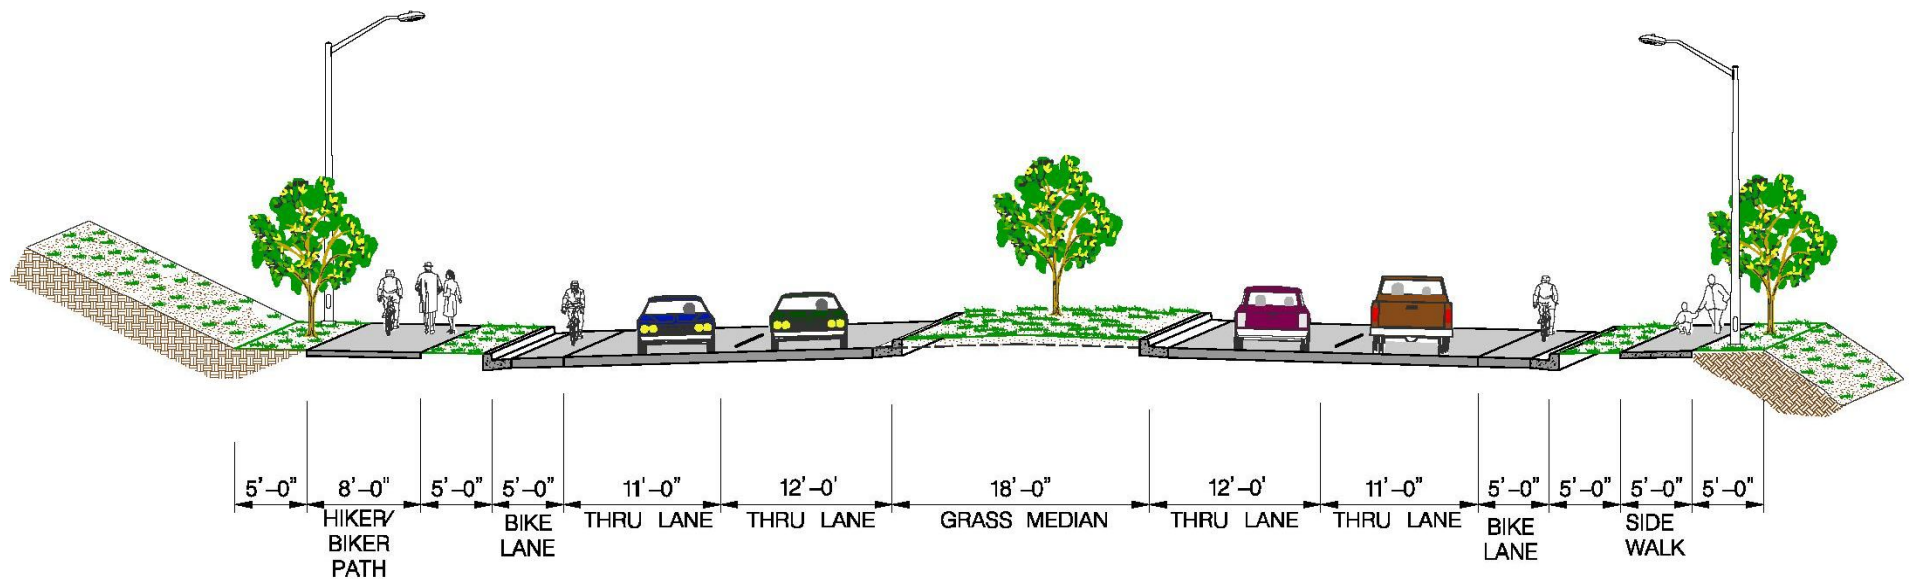 5'-0" 8'-0" 5'-0" 5'-0" 11'-0" 12'-0' 18'-0" 12'-0' 11'-0" 5'-0" 5'-0" 5'-0" 5'-0"
HIKER/
BIKER
PATH
BIKE
LANE
THRU LANE
THRU LANE
GRASS MEDIAN
THRU LANE
THRU LANE
BIKE
LANE
SIDE
WALK